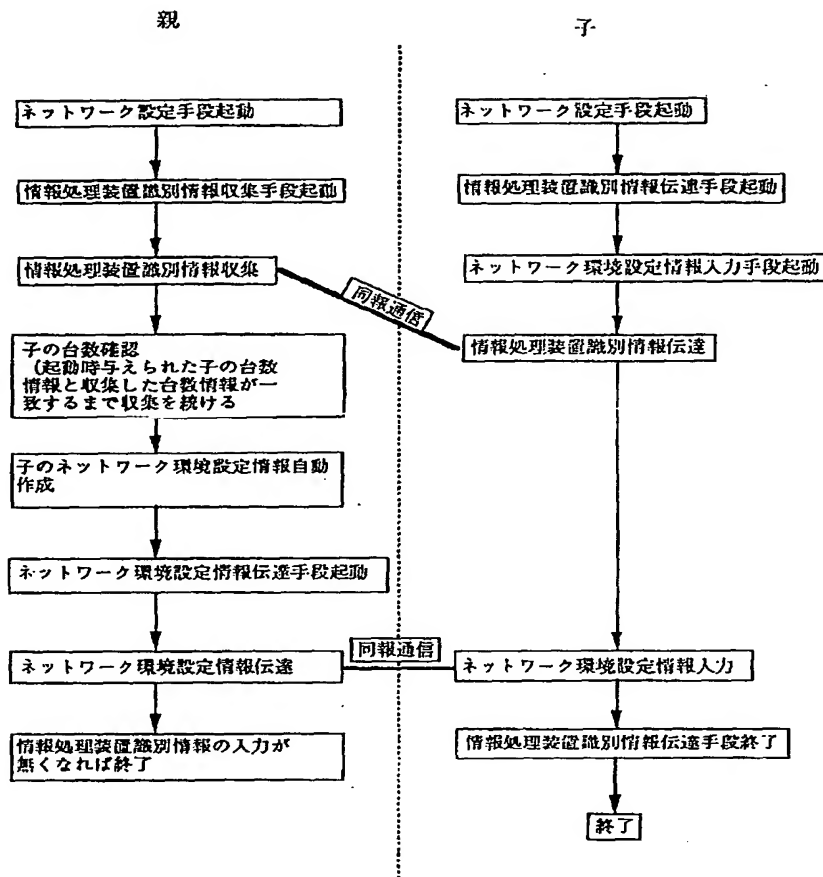 親
ネットワーク設定手段起動
情報処理装置識別情報収集手段起動
情報処理装置識別情報収集
子の台数確認
(起動時与えられた子の台数
情報と収集した台数情報が一
致するまで収集を続ける
子のネットワーク環境設定情報自動
作成
ネットワーク環境設定情報伝達手段起動
ネットワーク環境設定情報伝達
情報処理装置識別情報の入力が
無くなれば終了
同報通信
同報通信
子
ネットワーク設定手段起動
情報処理装置識別情報伝達手段起動
ネットワーク環境設定情報入力手段起動
情報処理装置識別情報伝達
ネットワーク環境設定情報入力
情報処理装置識別情報伝達手段終了
終了